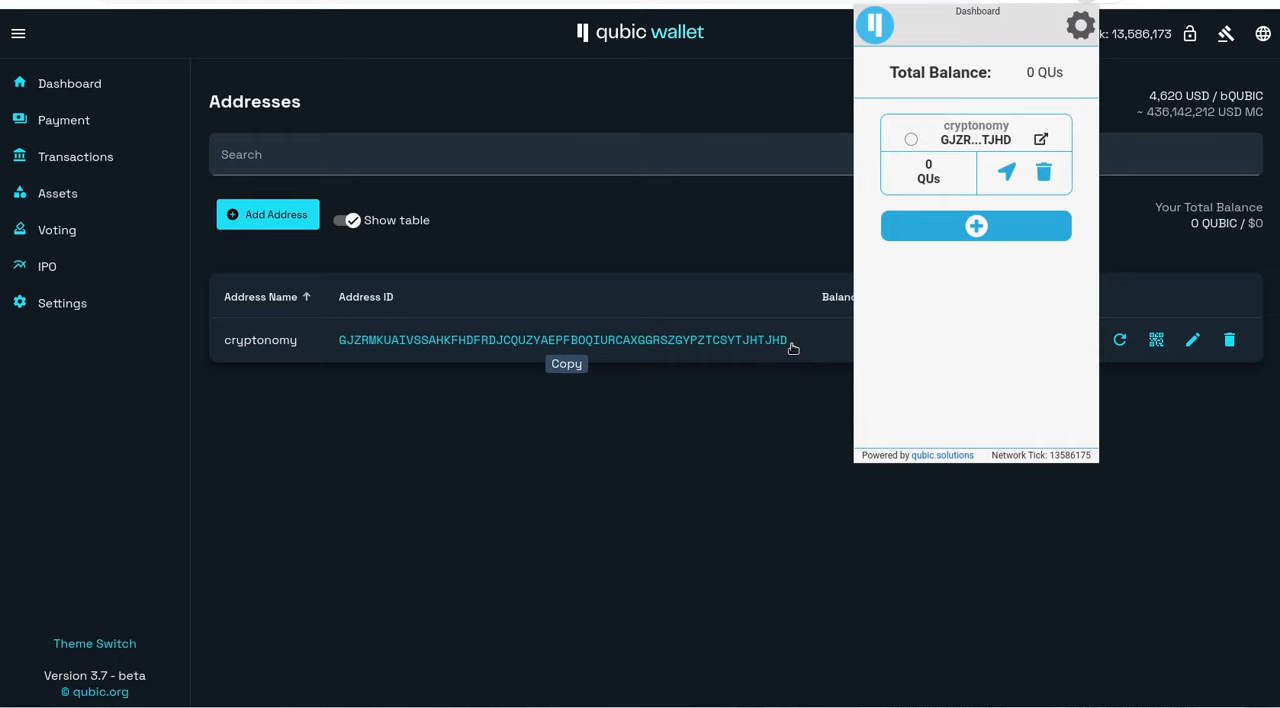 qubic wallet
k: 13,586,173
Dashboard
Payment
Transactions
Assets
Voting
IPO
Settings
Theme Switch
Version 3.7 - beta
© qubic.org
Addresses
4,620 USD / bQUBIC
~ 436,142,212 USD MC
Search
Add Address
Show table
Your Total Balance
0 QUBIC / $0
Address Name
Address ID
Balanc
cryptonomy
GJZRMKUAIVSSAHKFHDFRDJCQUZYAEPFBOQIURCAXGGRSZGYPZTCSYTJHTJHD
Copy
Dashboard
Total Balance: 0 QUs
cryptonomy
GJZR...TJHD
0
QUs
Powered by qubic.solutions Network Tick: 13586175